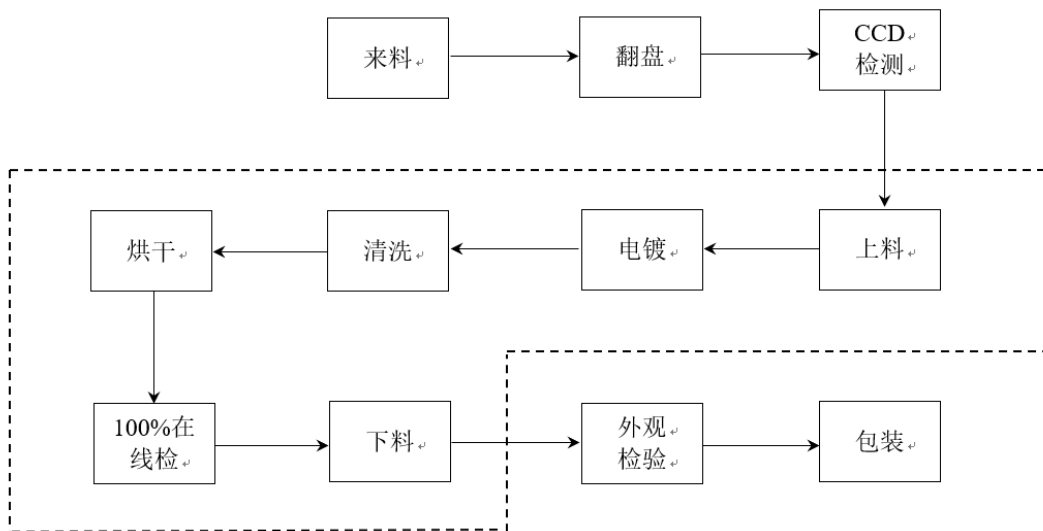 来料
翻盘
CCD
检测
上料
电镀
清洗
烘干
100%在
线检
下料
外观
检验
包装